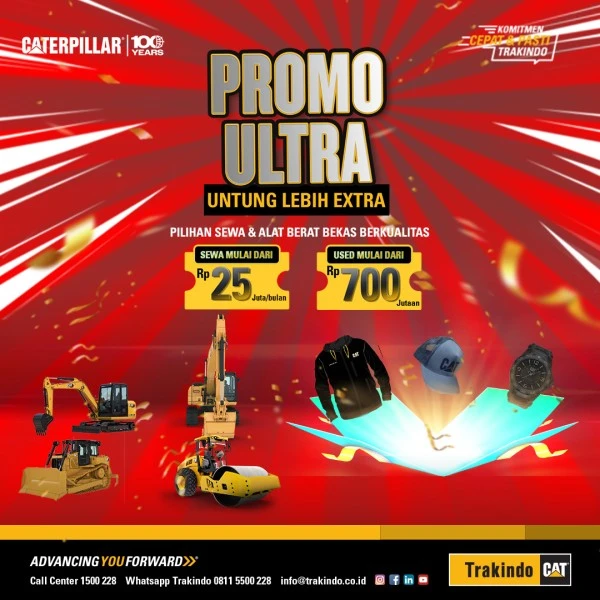 CATERPILLAR® 100 YEARS
KOMITMEN
CEPAT & PASTI
TRAKINDO
PROMO
ULTRA
UNTUNG LEBIH EXTRA
PILIHAN SEWA & ALAT BERAT BEKAS BERKUALITAS
SEWA MULAI DARI
Rp 25 Juta/bulan
USED MULAI DARI
Rp 700 Jutaan
CAT
CAT
ADVANCING YOU FORWARD
Call Center 1500 228 Whatsapp Trakindo 0811 5500 228 info@trakindo.co.id
Trakindo CAT